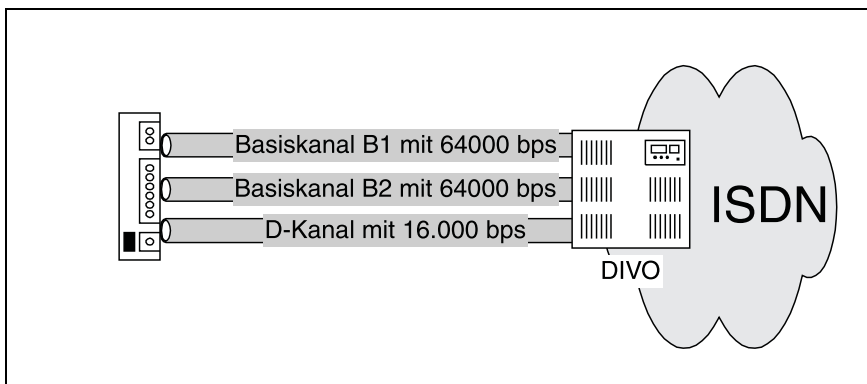 Basiskanal B1 mit 64000 bps
Basiskanal B2 mit 64000 bps
D-Kanal mit 16.000 bps
ISDN
DIVO